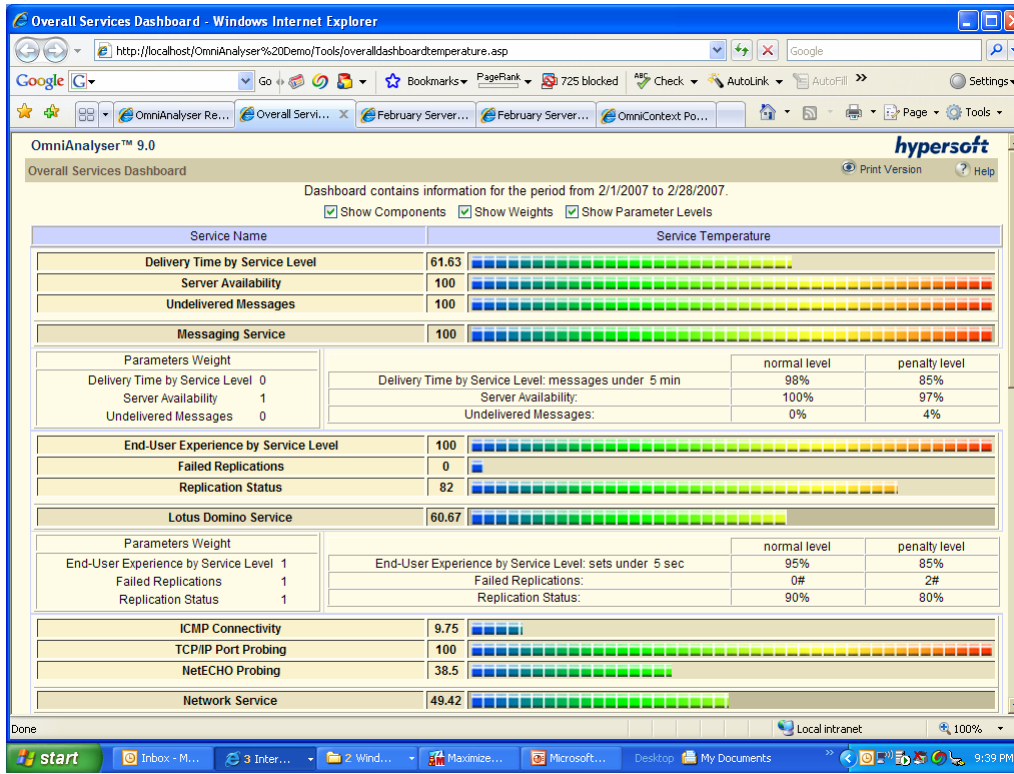 Overall Services Dashboard - Windows Internet Explorer
http://localhost/OmniAnalyser%20Demo/Tools/overalldashboardtemperature.asp
Google
Google G Go Bookmarks PageRank 725 blocked ABC Check AutoLink AutoFill Settings
OmniAnalyser Re... Overall Servi... February Server... February Server... OmniContext Po... Page Tools
OmniAnalyser™ 9.0 hypersoft
Overall Services Dashboard Print Version Help
Dashboard contains information for the period from 2/1/2007 to 2/28/2007.
Show Components Show Weights Show Parameter Levels
Service Name Service Temperature
Delivery Time by Service Level 61.63
Server Availability 100
Undelivered Messages 100
Messaging Service 100
Parameters Weight normal level penalty level
Delivery Time by Service Level 0 Delivery Time by Service Level: messages under 5 min 98% 85%
Server Availability 1 Server Availability: 100% 97%
Undelivered Messages 0 Undelivered Messages: 0% 4%
End-User Experience by Service Level 100
Failed Replications 0
Replication Status 82
Lotus Domino Service 60.67
Parameters Weight normal level penalty level
End-User Experience by Service Level 1 End-User Experience by Service Level: sets under 5 sec 95% 85%
Failed Replications 1 Failed Replications: 0# 2#
Replication Status 1 Replication Status: 90% 80%
ICMP Connectivity 9.75
TCP/IP Port Probing 100
NetECHO Probing 38.5
Network Service 49.42
Done Local intranet 100%
start Inbox - M... 3 Inter... 2 Wind... Maximize... Microsoft... Desktop My Documents 9:39 PM